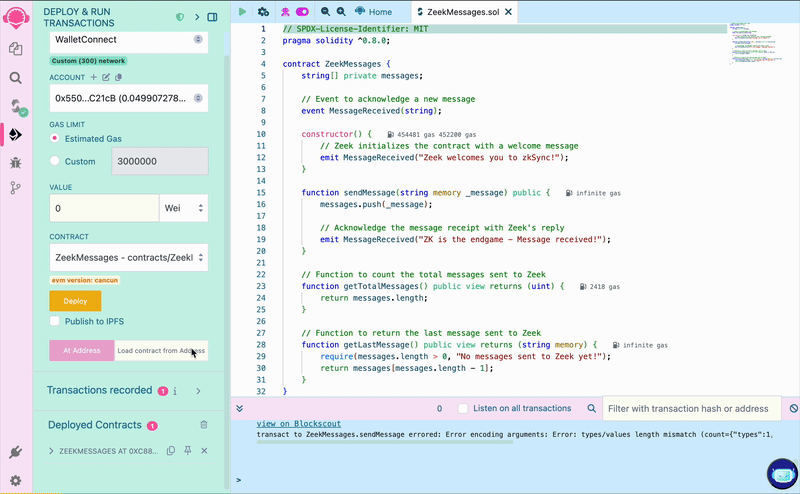 DEPLOY & RUN
TRANSACTIONS
WalletConnect
Custom (300) network
ACCOUNT
0x550...C21cB (0.049907278...
GAS LIMIT
Estimated Gas
Custom
3000000
VALUE
0
Wei
CONTRACT
ZeekMessages - contracts/Zeekl
evm version: cancun
Deploy
Publish to IPFS
At Address
Load contract from Address
Transactions recorded 1 i
Deployed Contracts 1
ZEEKMESSAGES AT 0XC88...
Home
ZeekMessages.sol
1 // SPDX-License-Identifier: MIT
2 pragma solidity ^0.8.0;
3
4 contract ZeekMessages {
5 string[] private messages;
6
7 // Event to acknowledge a new message
8 event MessageReceived(string);
9
10 constructor() { 454481 gas 452200 gas
11 // Zeek initializes the contract with a welcome message
12 emit MessageReceived("Zeek welcomes you to zkSync!");
13 }
14
15 function sendMessage(string memory _message) public { infinite gas
16 messages.push(_message);
17
18 // Acknowledge the message receipt with Zeek's reply
19 emit MessageReceived("ZK is the endgame - Message received!");
20 }
21
22 // Function to count the total messages sent to Zeek
23 function getTotalMessages() public view returns (uint) { 2418 gas
24 return messages.length;
25 }
26
27 // Function to return the last message sent to Zeek
28 function getLastMessage() public view returns (string memory) { infinite gas
29 require(messages.length > 0, "No messages sent to Zeek yet!");
30 return messages[messages.length - 1];
31 }
32 }
0
Listen on all transactions
Filter with transaction hash or address
view on Blockscout
transact to ZeekMessages.sendMessage errored: Error encoding arguments: Error: types/values length mismatch (count={"types":1,
>